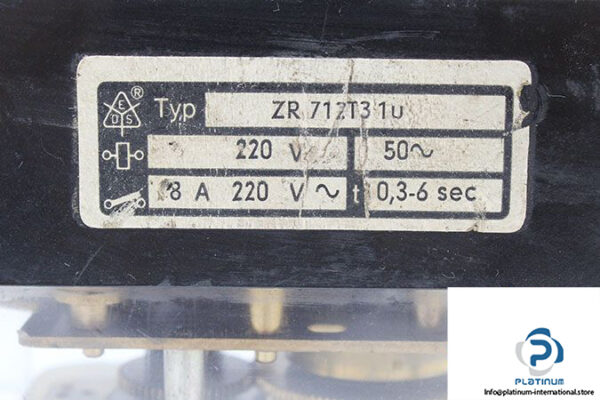 E
D S ®
Typ ZR 712T3 1u
220 V 50~
8 A 220 V ~ t 0,3-6 sec
PLATINUM
Info@platinum-international.store